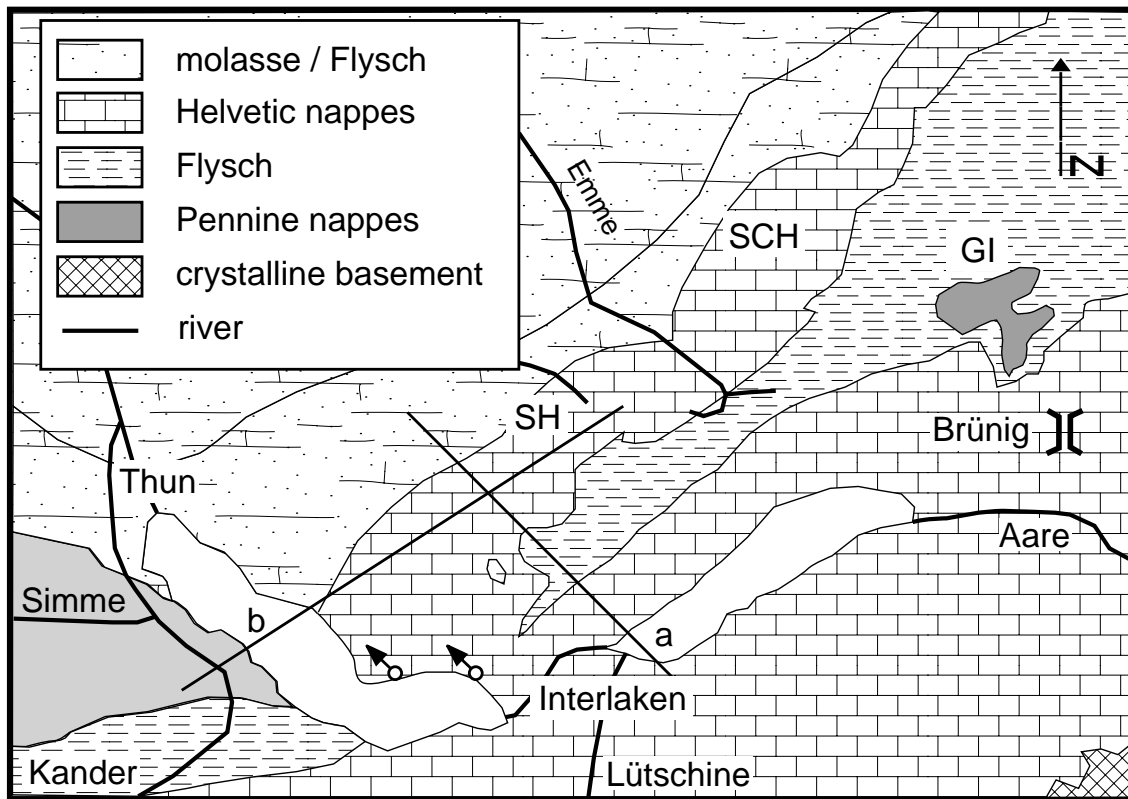 molasse / Flysch
Helvetic nappes
Flysch
Pennine nappes
crystalline basement
river
Emme
N
SCH
GI
SH
Brünig
Thun
Aare
Simme
b
a
Interlaken
Kander
Lütschine